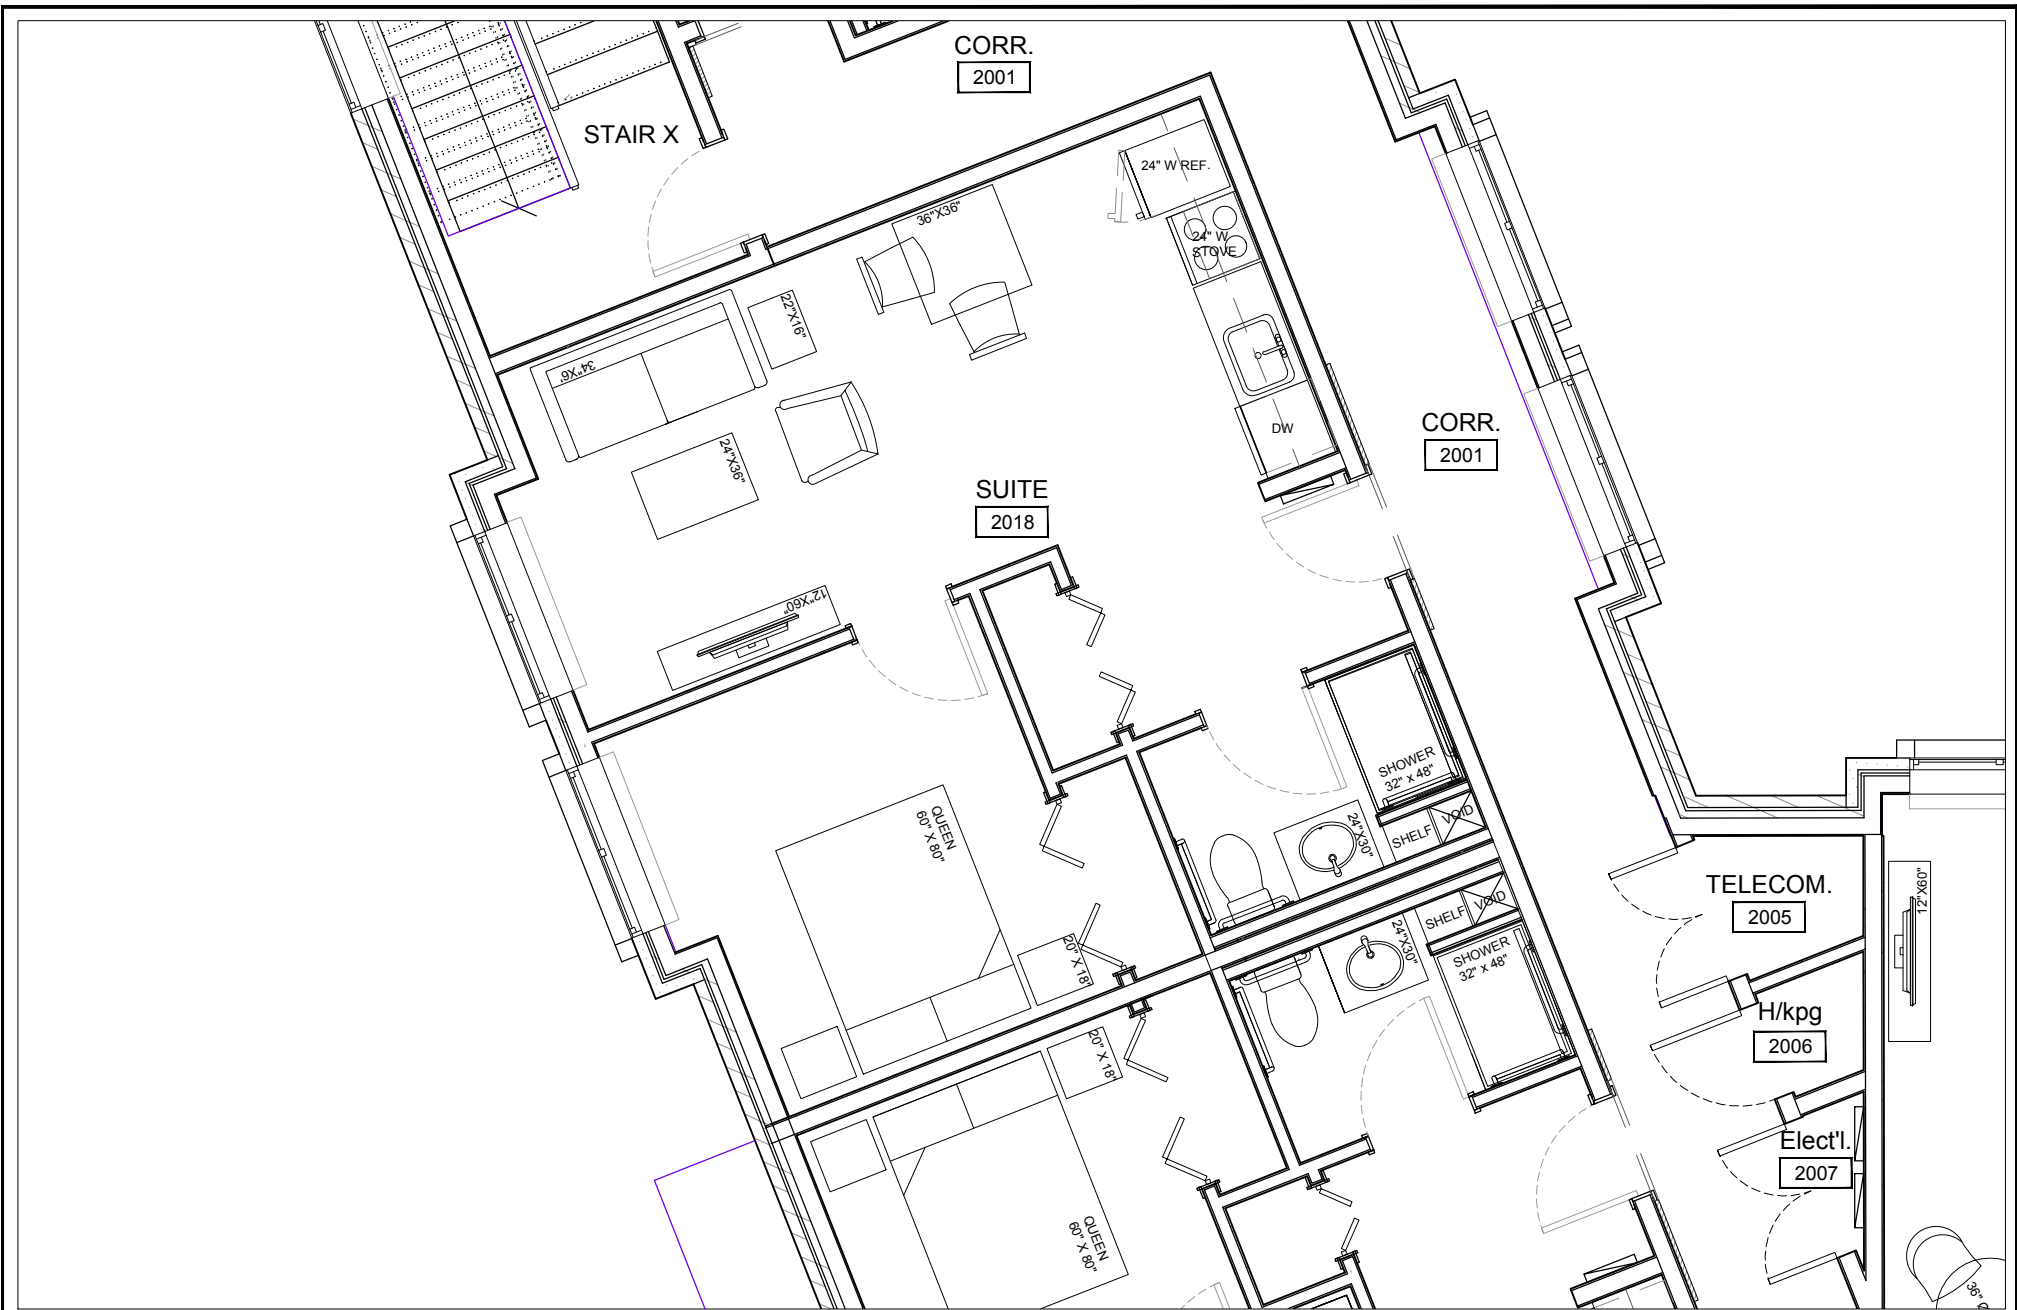 CORR.
2001
STAIR X
24" W REF.
36"X36"
24" W
STOVE
22"X16"
34"X6'
24"X36"
DW
CORR.
2001
SUITE
2018
12"X60"
SHOWER
32" x 48"
QUEEN
60" X 80"
24"X30"
SHELF
VOID
20" X 18"
TELECOM.
2005
12"X60"
SHELF
VOID
24"X30"
SHOWER
32" x 48"
H/kpg
2006
20" X 18"
Elect'l.
2007
QUEEN
60" X 80"
36" Ø